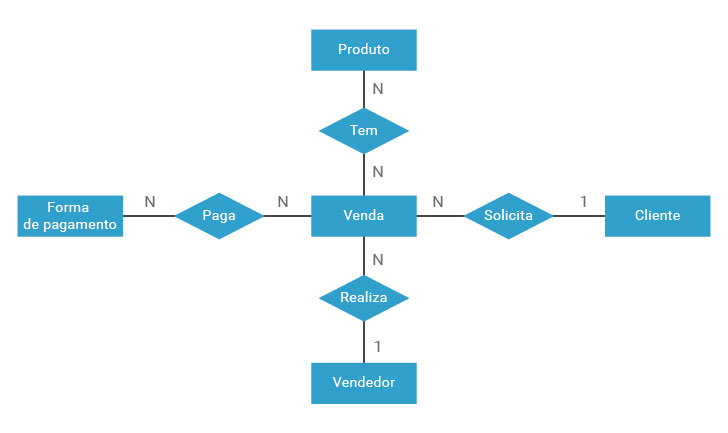 Produto
N
Tem
N
Forma
de pagamento
N
Paga
N
Venda
N
Solicita
1
Cliente
N
Realiza
1
Vendedor